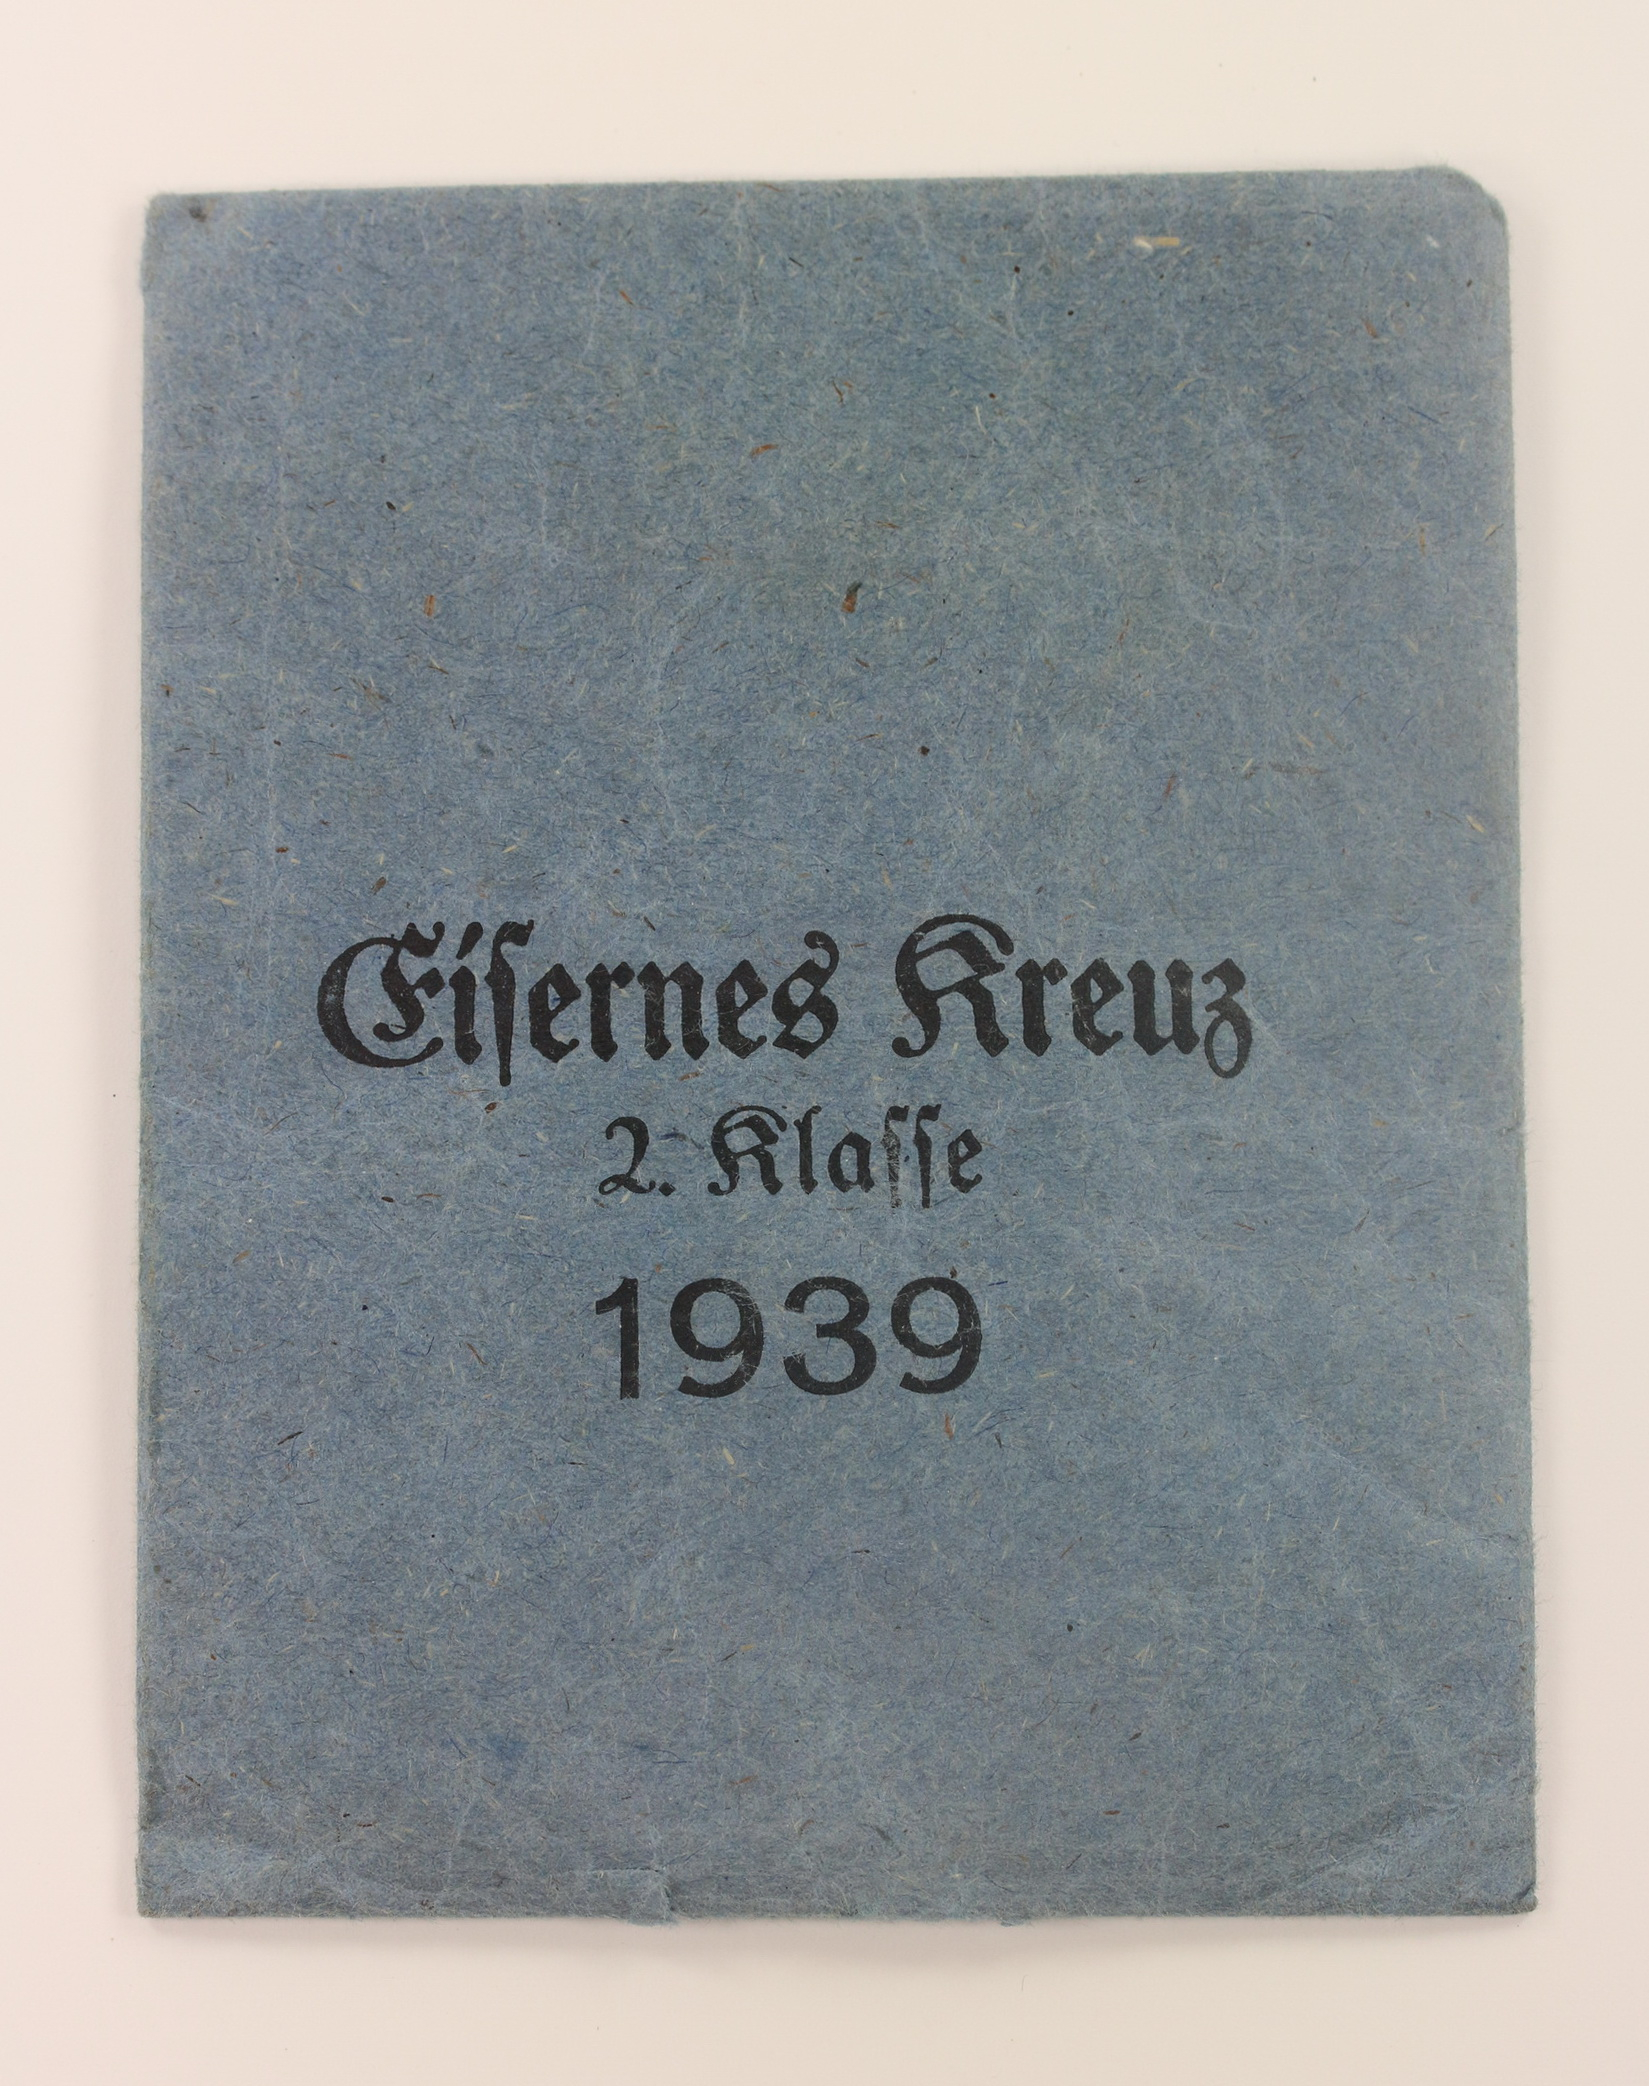 Eiſernes Kreuz
2. Klaſſe
1939